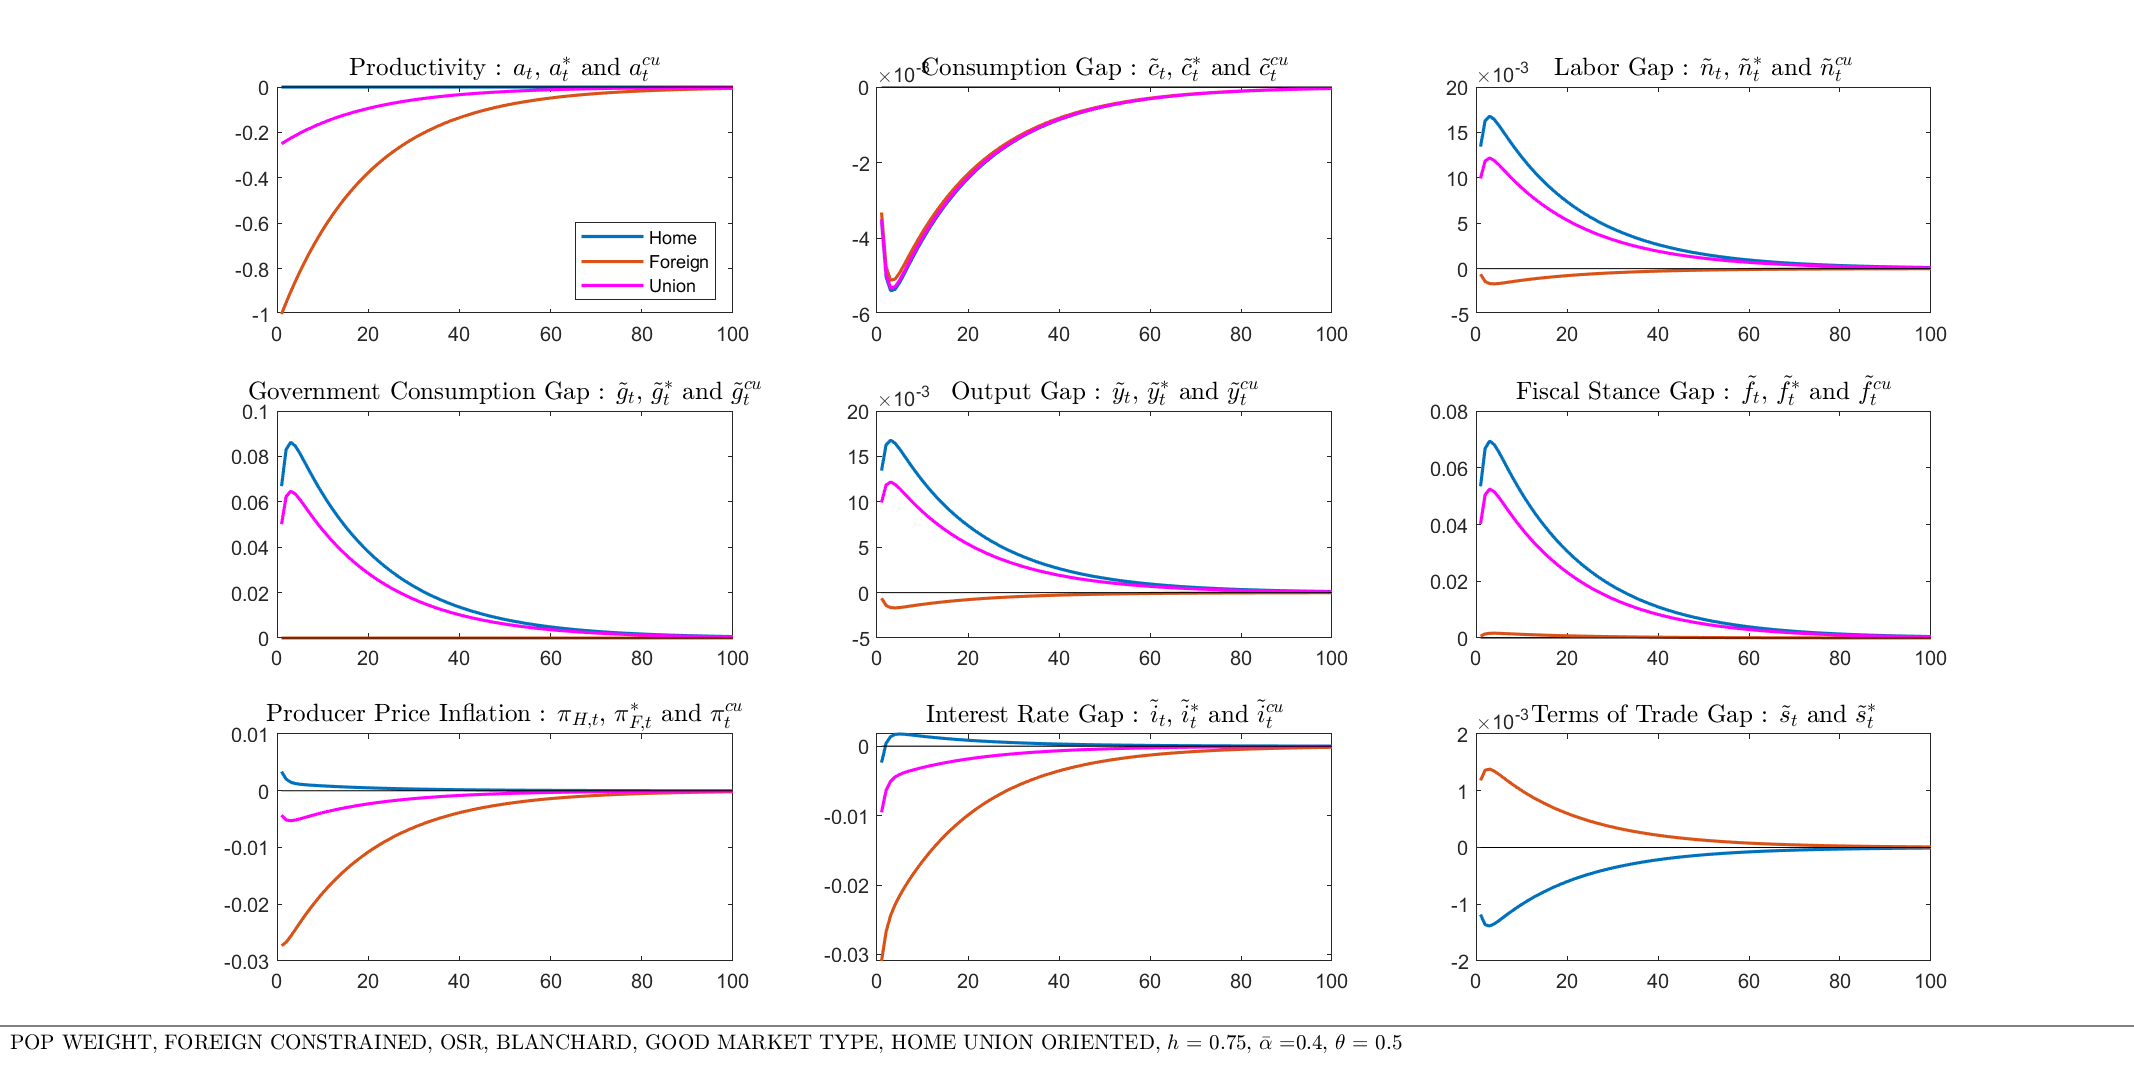 Productivity : a_t, a_t^* and a_t^{cu}
0
-0.2
-0.4
-0.6
-0.8
-1
0 20 40 60 80 100
Home
Foreign
Union
Consumption Gap : c̃_t, c̃_t^* and c̃_t^{cu}
×10^{-3}
0
-2
-4
-6
0 20 40 60 80 100
Labor Gap : ñ_t, ñ_t^* and ñ_t^{cu}
×10^{-3}
20
15
10
5
0
-5
0 20 40 60 80 100
Government Consumption Gap : g̃_t, g̃_t^* and g̃_t^{cu}
0.1
0.08
0.06
0.04
0.02
0
0 20 40 60 80 100
Output Gap : ỹ_t, ỹ_t^* and ỹ_t^{cu}
×10^{-3}
20
15
10
5
0
-5
0 20 40 60 80 100
Fiscal Stance Gap : f̃_t, f̃_t^* and f̃_t^{cu}
0.08
0.06
0.04
0.02
0
0 20 40 60 80 100
Producer Price Inflation : π_{H,t}, π_{F,t}^* and π_t^{cu}
0.01
0
-0.01
-0.02
-0.03
0 20 40 60 80 100
Interest Rate Gap : ĩ_t, ĩ_t^* and ĩ_t^{cu}
0
-0.01
-0.02
-0.03
0 20 40 60 80 100
Terms of Trade Gap : s̃_t and s̃_t^*
×10^{-3}
2
1
0
-1
-2
0 20 40 60 80 100
POP WEIGHT, FOREIGN CONSTRAINED, OSR, BLANCHARD, GOOD MARKET TYPE, HOME UNION ORIENTED, h = 0.75, ᾱ =0.4, θ = 0.5